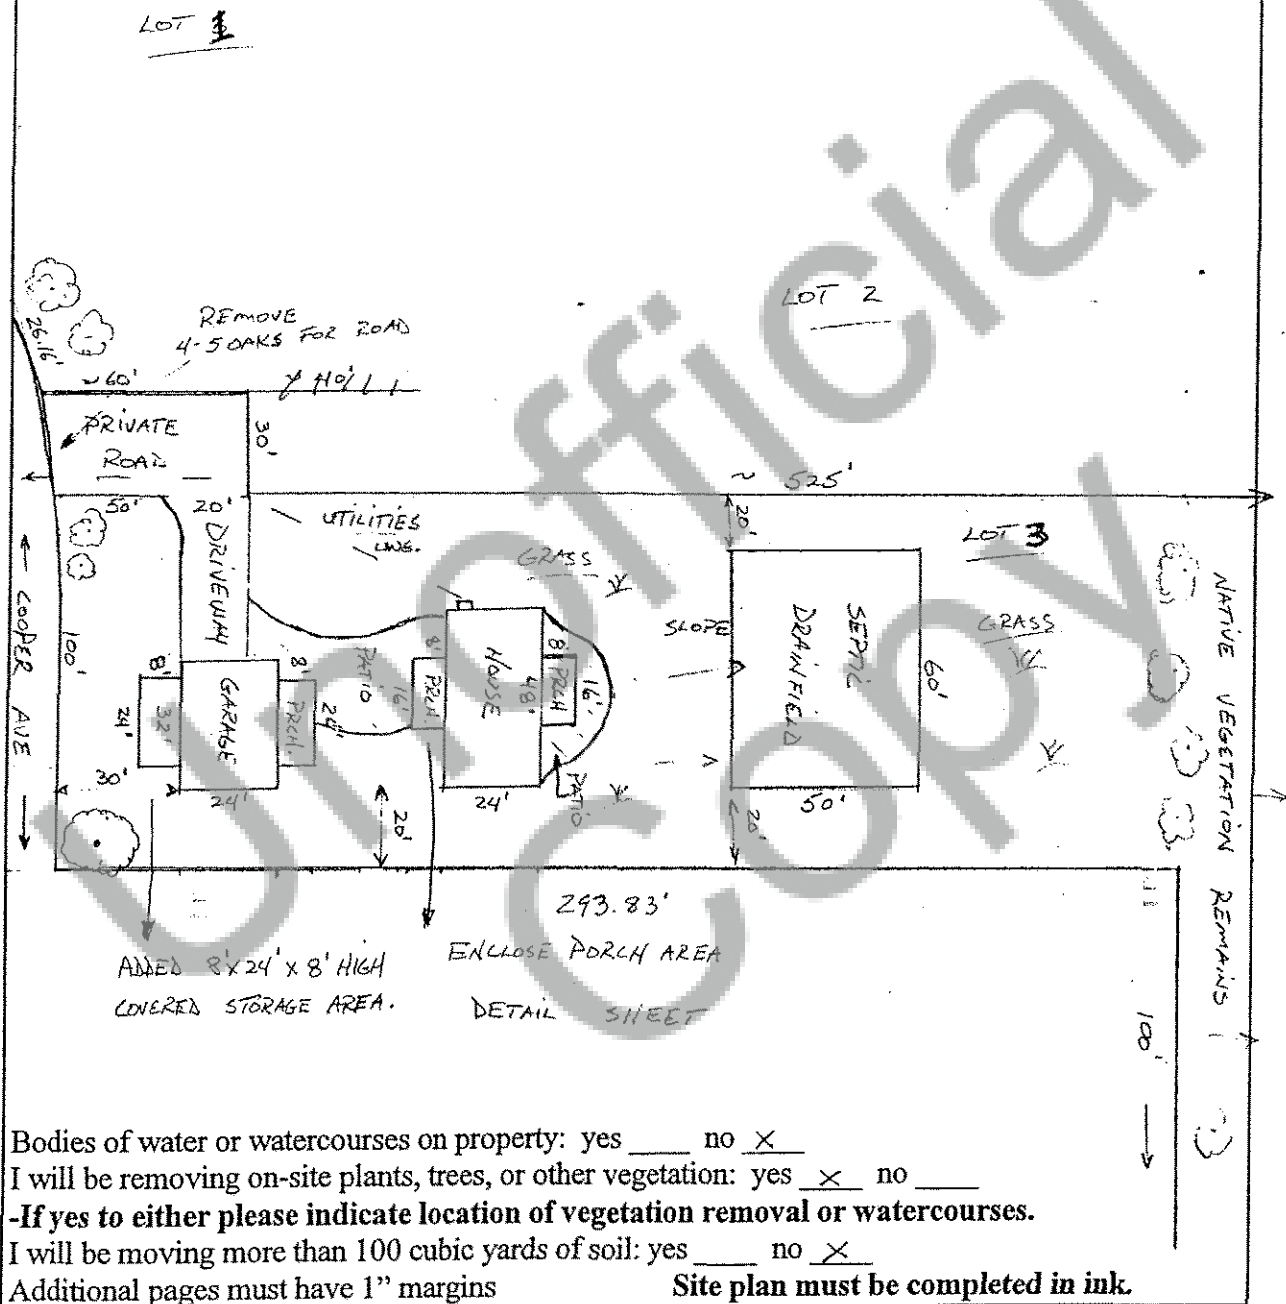 LOT 1
LOT 2
26.16'
REMOVE
4-5 OAKS FOR ROAD
~60'
PRIVATE
ROAD
30'
~ 525'
50'
20'
DRIVEWAY
UTILITIES
GRASS
20'
LOT 3
COOPER AVE
100'
8'
24'
32'
GARAGE
8'
PRCH.
24'
PATIO
16'
8'
PRCH
HOUSE
48'
8'
PRCH
16'
SLOPE
SEPTIC
DRAINFIELD
60'
GRASS
NATIVE VEGETATION REMAINS
30'
24'
20'
24'
PATIO
50'
20'
293.83'
ADDED 8'x24'x8' HIGH
COVERED STORAGE AREA.
ENCLOSE PORCH AREA
DETAIL SHEET
100'
Bodies of water or watercourses on property: yes ____ no _X_
I will be removing on-site plants, trees, or other vegetation: yes _X_ no ____
-If yes to either please indicate location of vegetation removal or watercourses.
I will be moving more than 100 cubic yards of soil: yes ____ no _X_
Additional pages must have 1” margins
Site plan must be completed in ink.
Unofficial
Copy